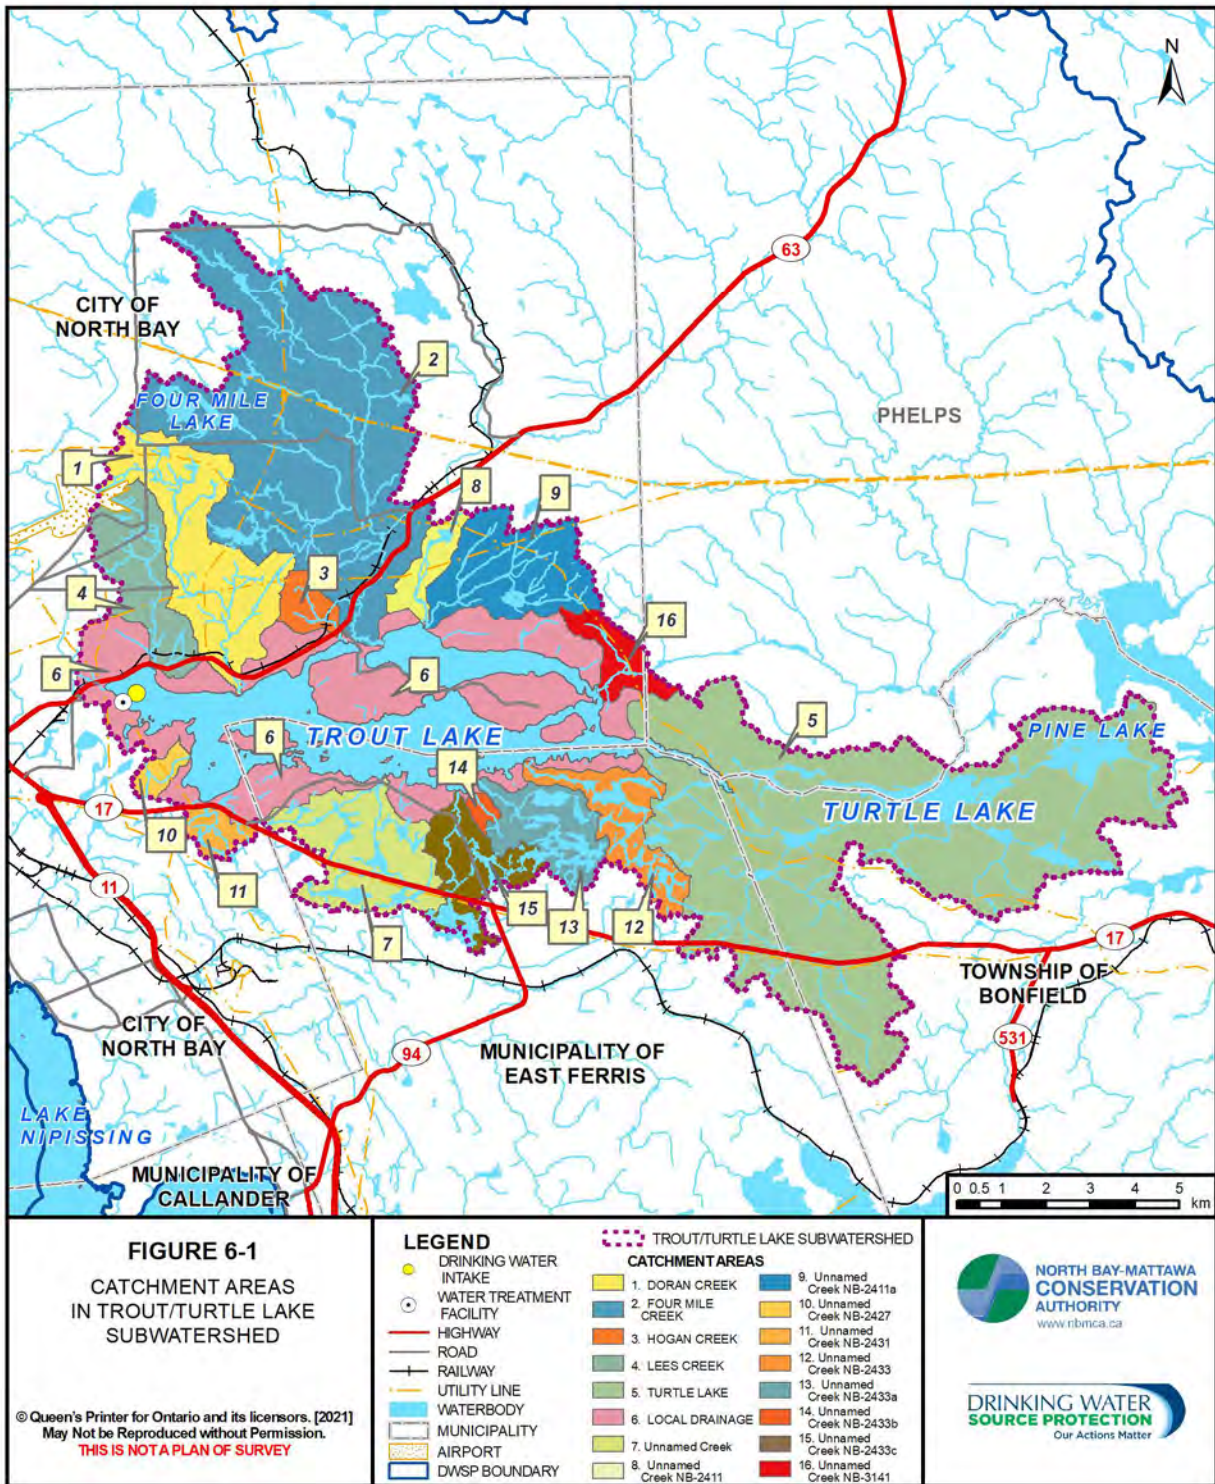 N
63
CITY OF
NORTH BAY
2
FOUR MILE
LAKE
PHELPS
1
8
9
3
4
16
6
6
5
TROUT LAKE
6
PINE LAKE
14
TURTLE LAKE
17
10
11
11
15
13
12
7
17
TOWNSHIP OF
BONFIELD
CITY OF
NORTH BAY
94
MUNICIPALITY OF
EAST FERRIS
531
LAKE
NIPISSING
MUNICIPALITY OF
CALLANDER
0 0.5 1 2 3 4 5
km
FIGURE 6-1
CATCHMENT AREAS
IN TROUT/TURTLE LAKE
SUBWATERSHED
© Queen's Printer for Ontario and its licensors. [2021]
May Not be Reproduced without Permission.
THIS IS NOT A PLAN OF SURVEY
LEGEND
DRINKING WATER
INTAKE
WATER TREATMENT
FACILITY
HIGHWAY
ROAD
RAILWAY
UTILITY LINE
WATERBODY
MUNICIPALITY
AIRPORT
DWSP BOUNDARY
TROUT/TURTLE LAKE SUBWATERSHED
CATCHMENT AREAS
1. DORAN CREEK
2. FOUR MILE
CREEK
3. HOGAN CREEK
4. LEES CREEK
5. TURTLE LAKE
6. LOCAL DRAINAGE
7. Unnamed Creek
8. Unnamed
Creek NB-2411
9. Unnamed
Creek NB-2411a
10. Unnamed
Creek NB-2427
11. Unnamed
Creek NB-2431
12. Unnamed
Creek NB-2433
13. Unnamed
Creek NB-2433a
14. Unnamed
Creek NB-2433b
15. Unnamed
Creek NB-2433c
16. Unnamed
Creek NB-3141
NORTH BAY-MATTAWA
CONSERVATION
AUTHORITY
www.nbmca.ca
DRINKING WATER
SOURCE PROTECTION
Our Actions Matter